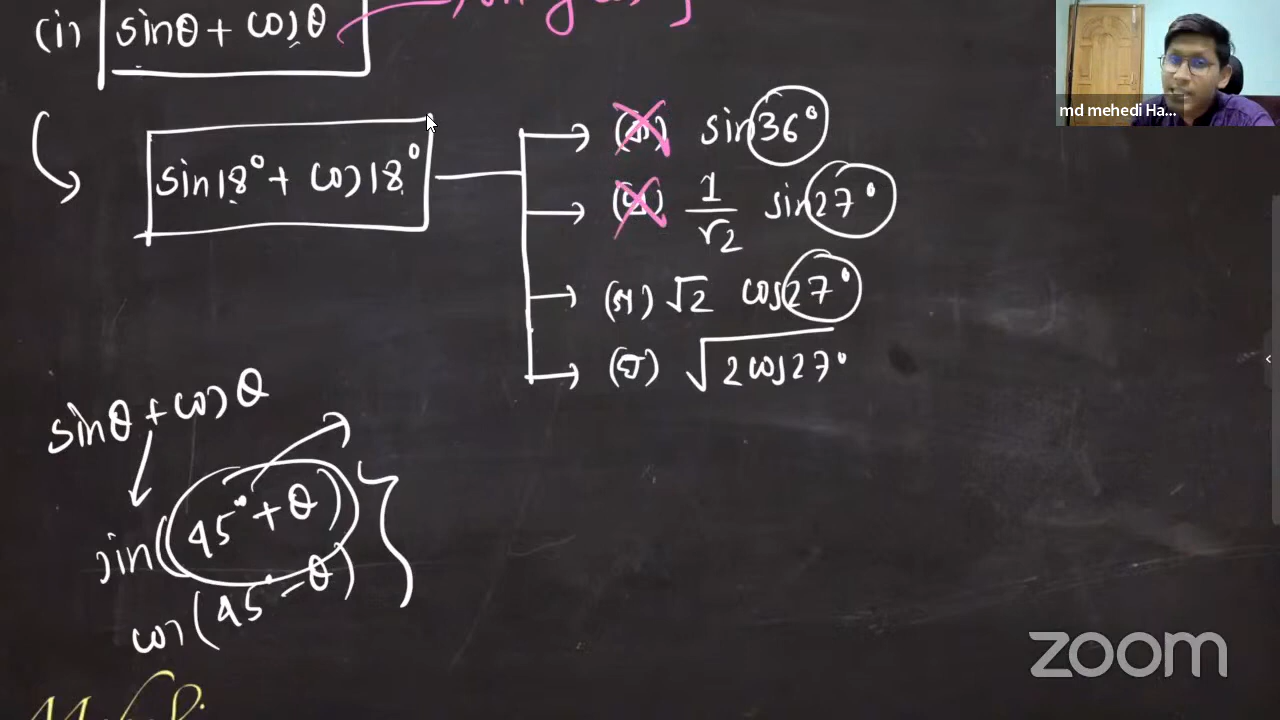 (i) sinθ + cosθ
md mehedi Ha...
sin18° + cos18°
(ক) sin36°
(খ) 1/√2 sin27°
(গ) √2 cos27°
(ঘ) √2cos27°
sinθ + cosθ
sin(45° + θ)
cos(45° - θ)
zoom